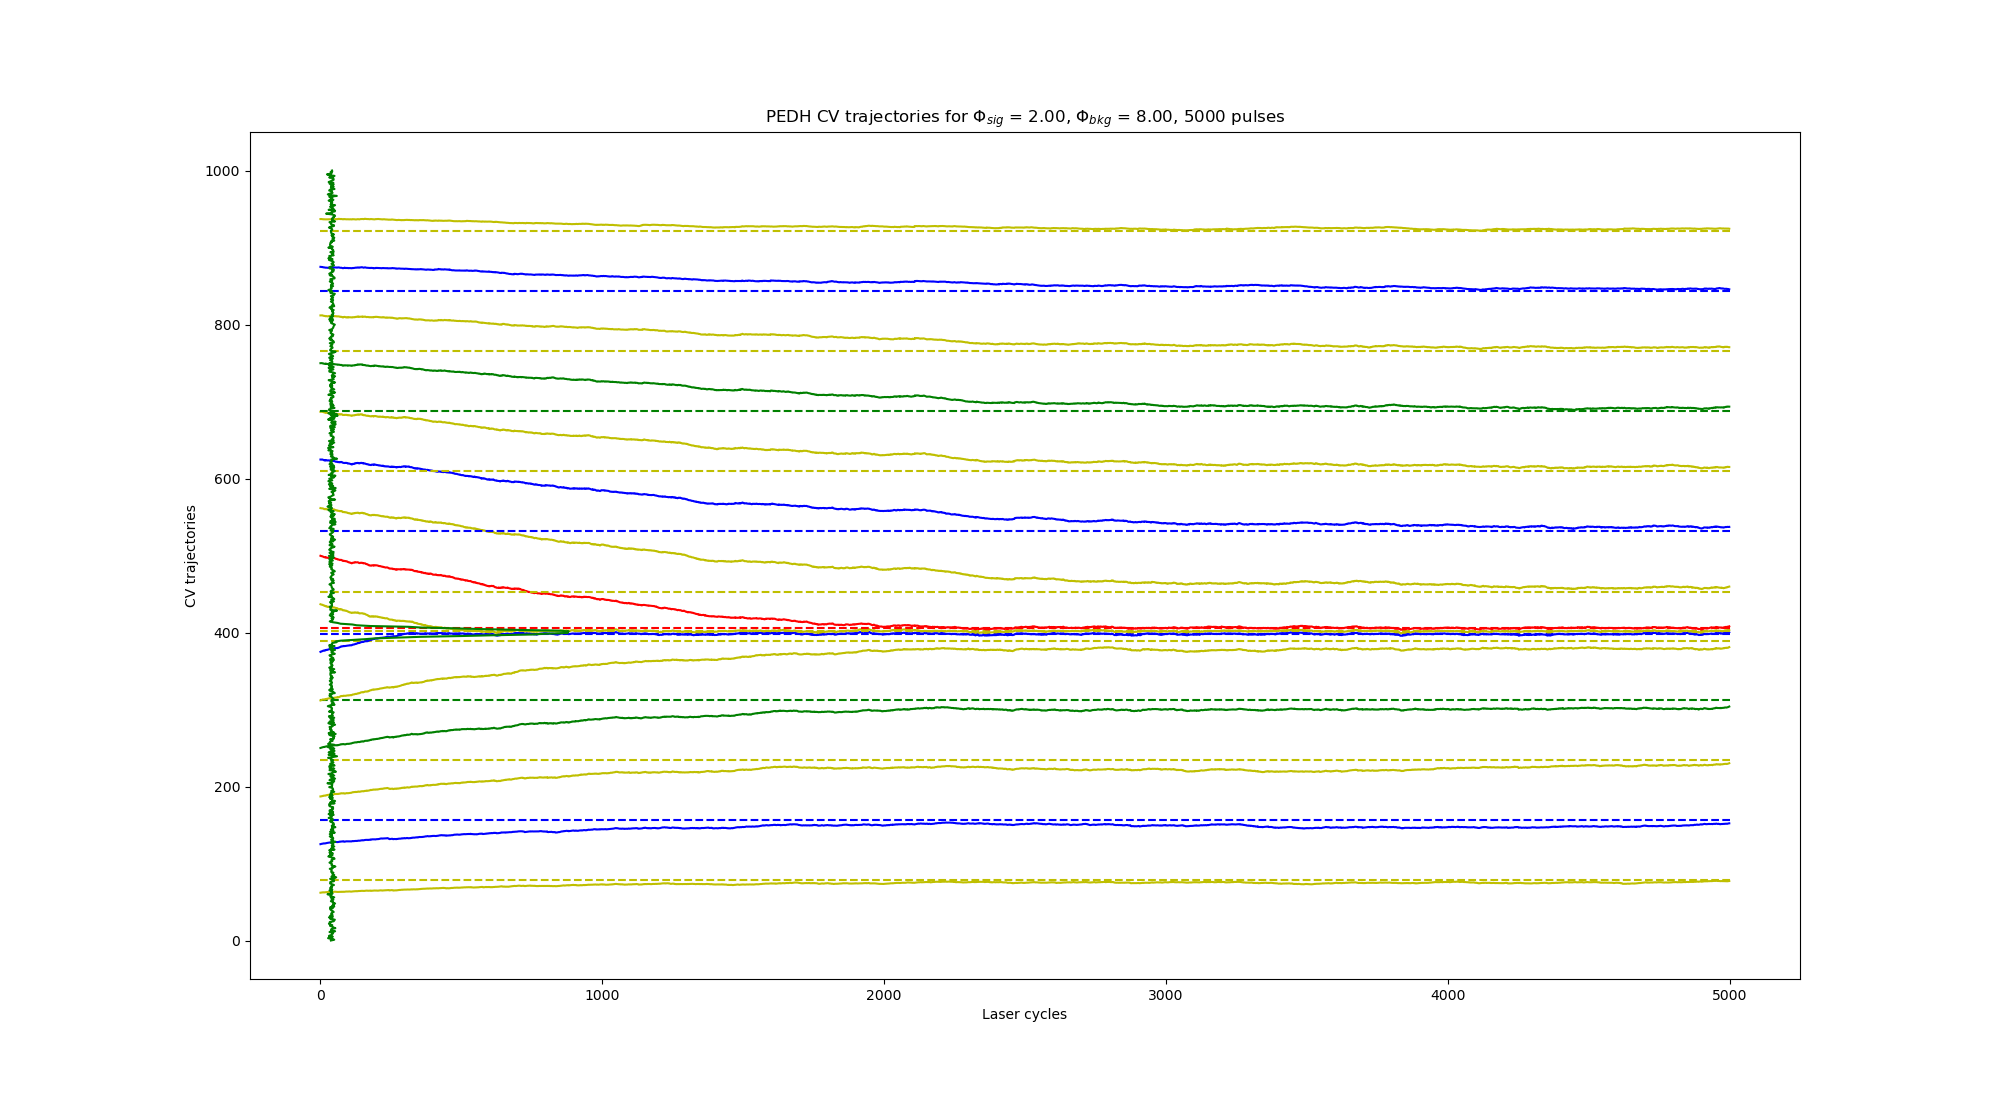 PEDH CV trajectories for Φsig = 2.00, Φbkg = 8.00, 5000 pulses
1000
800
600
400
200
0
CV trajectories
0 1000 2000 3000 4000 5000
Laser cycles